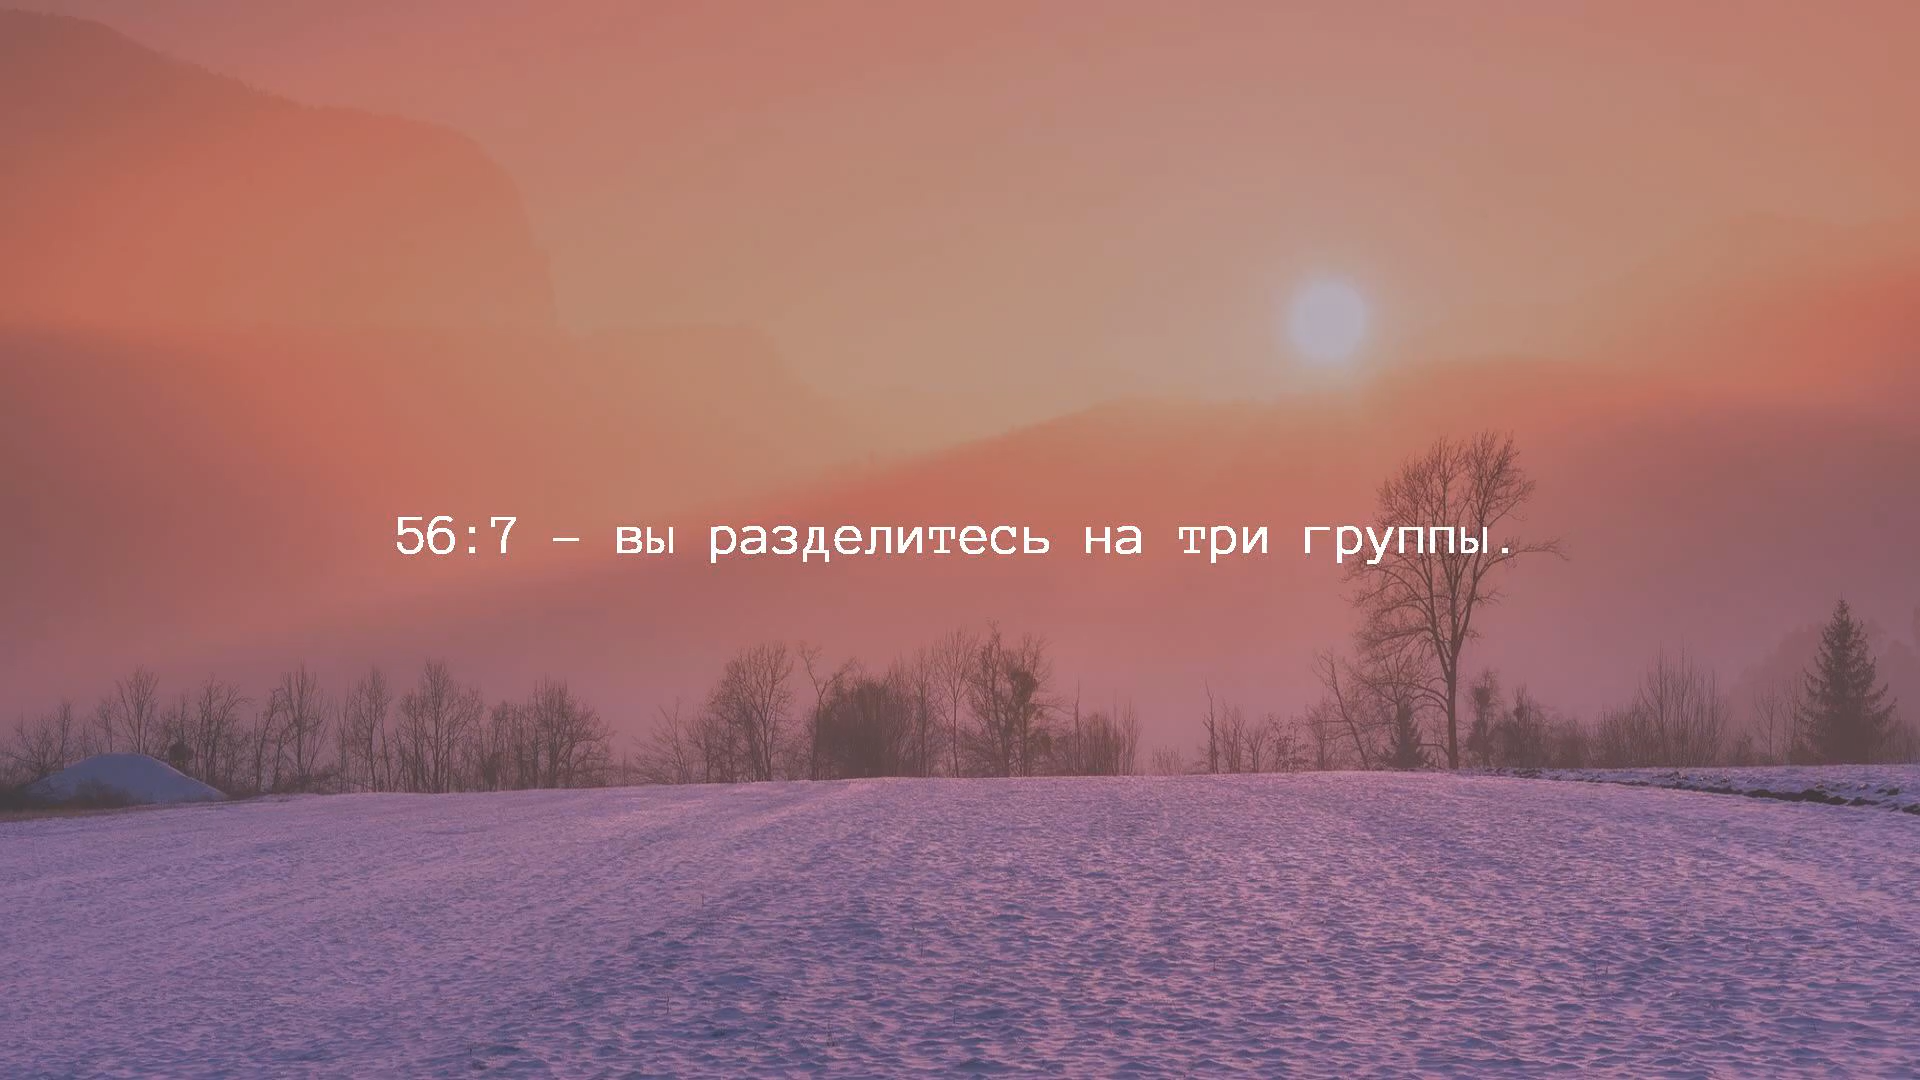 56:7 — вы разделитесь на три группы.